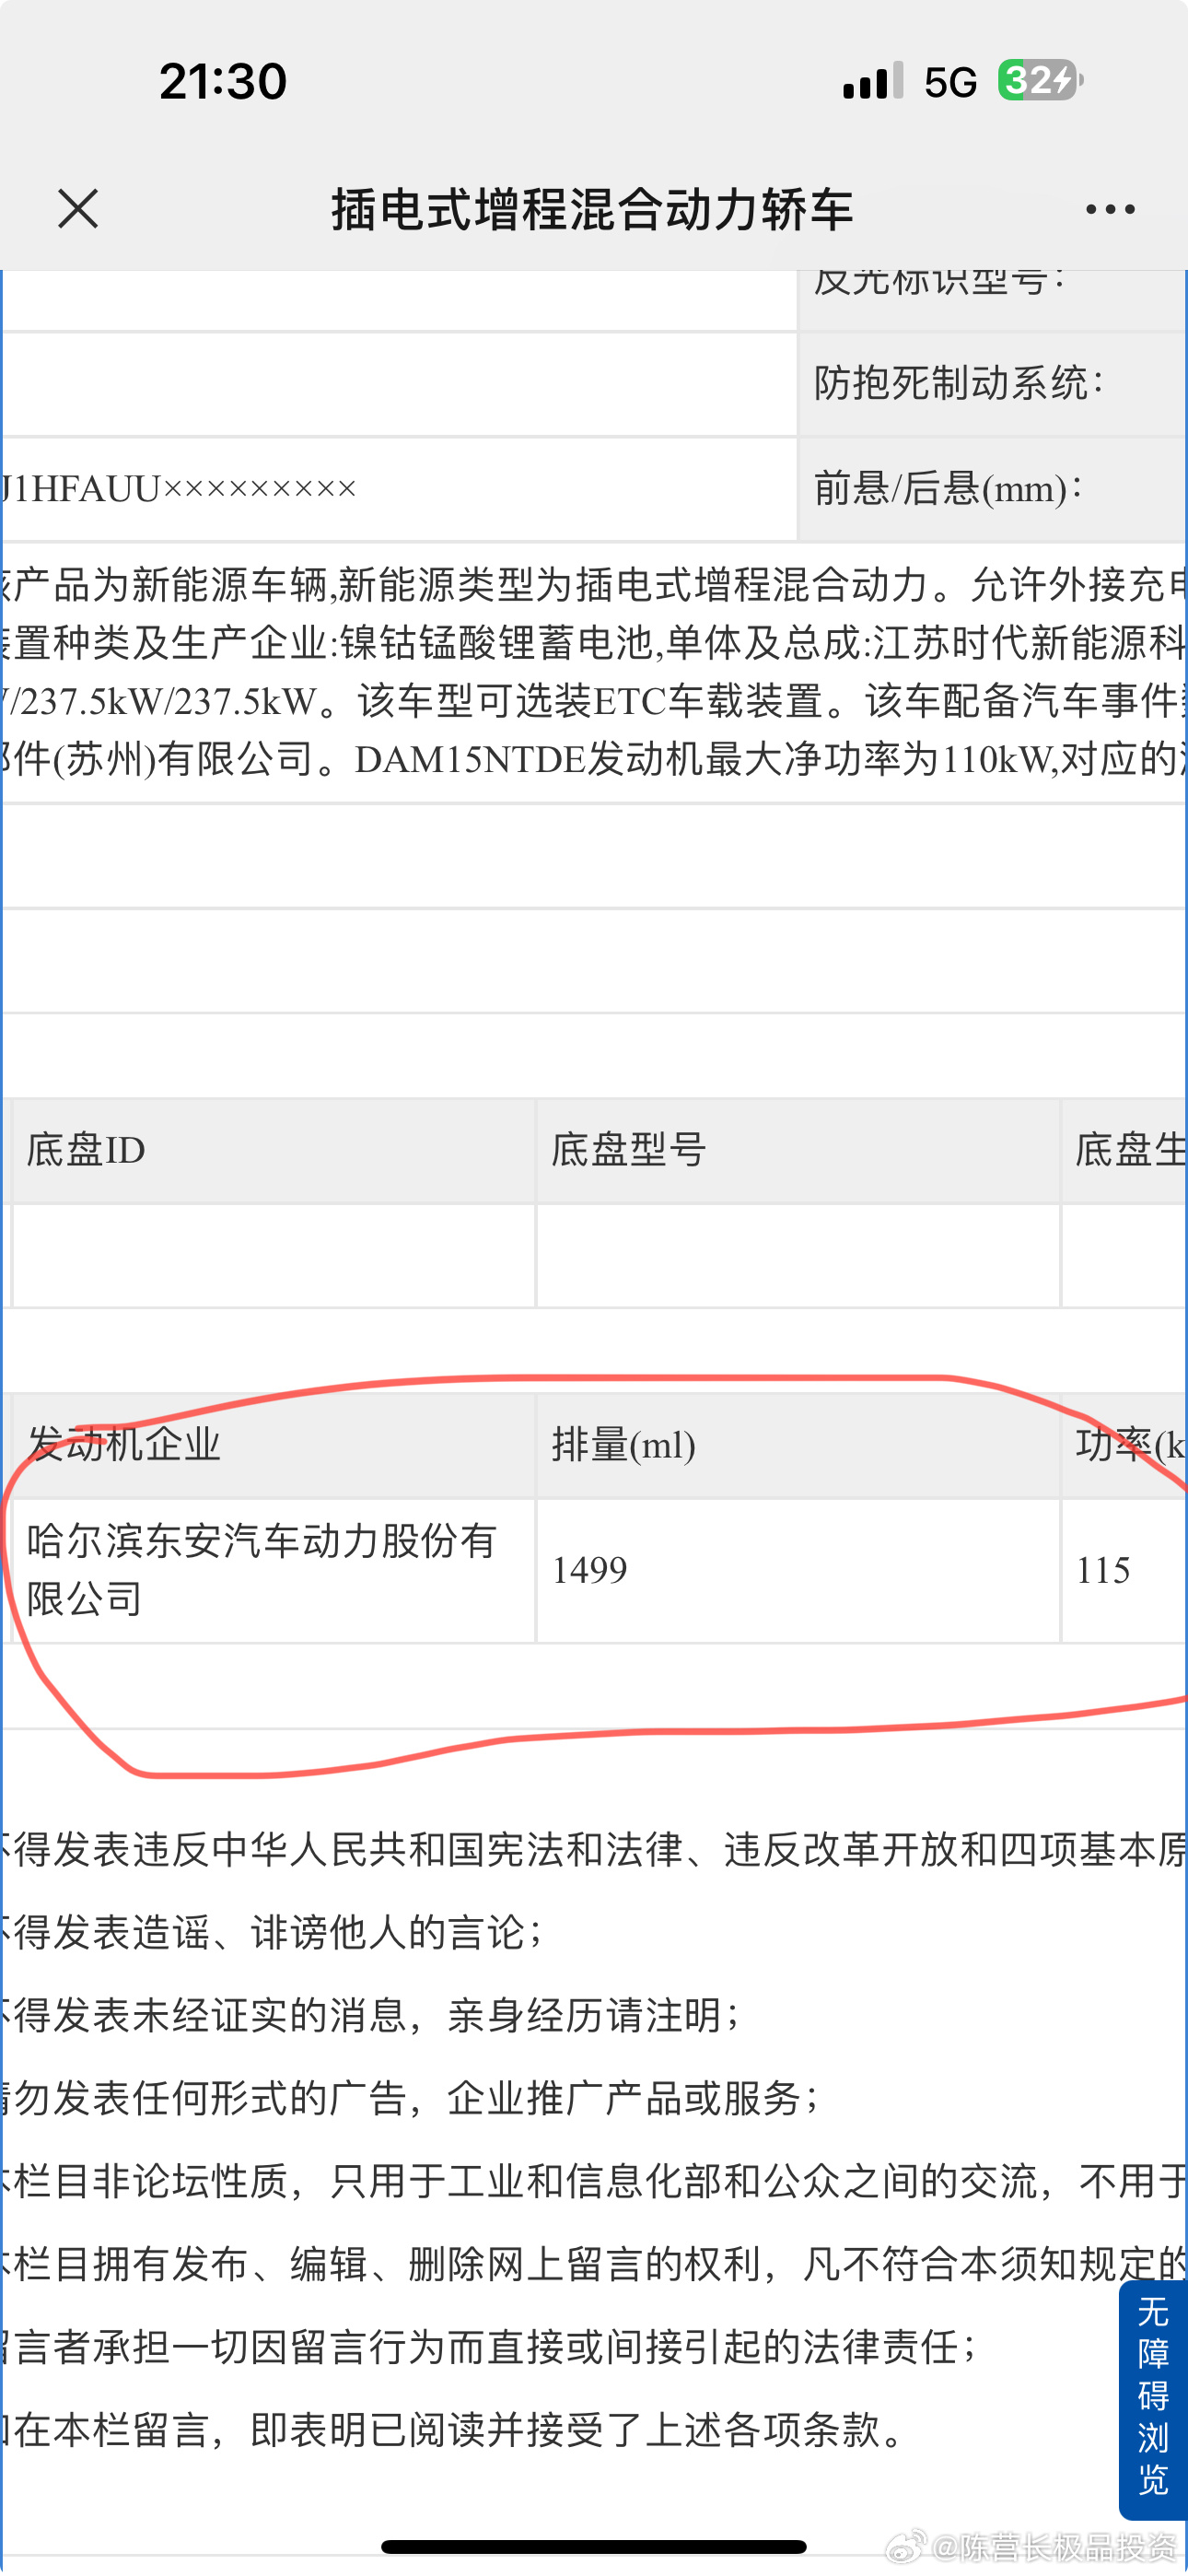 21:30
5G
32
插电式增程混合动力轿车
反光标识型号:
防抱死制动系统:
J1HFAUU×××××××××
前悬/后悬(mm):
产品为新能源车辆,新能源类型为插电式增程混合动力。允许外接充电
置种类及生产企业:镍钴锰酸锂蓄电池,单体及总成:江苏时代新能源科
/237.5kW/237.5kW。该车型可选装ETC车载装置。该车配备汽车事件数
件(苏州)有限公司。DAM15NTDE发动机最大净功率为110kW,对应的
底盘ID
底盘型号
底盘生
发动机企业
排量(ml)
功率(k
哈尔滨东安汽车动力股份有
限公司
1499
115
不得发表违反中华人民共和国宪法和法律、违反改革开放和四项基本原
不得发表造谣、诽谤他人的言论；
不得发表未经证实的消息，亲身经历请注明；
请勿发表任何形式的广告，企业推广产品或服务；
本栏目非论坛性质，只用于工业和信息化部和公众之间的交流，不用于
本栏目拥有发布、编辑、删除网上留言的权利，凡不符合本须知规定的
留言者承担一切因留言行为而直接或间接引起的法律责任；
在本栏留言，即表明已阅读并接受了上述各项条款。
无障碍浏览
@陈营长极品投资